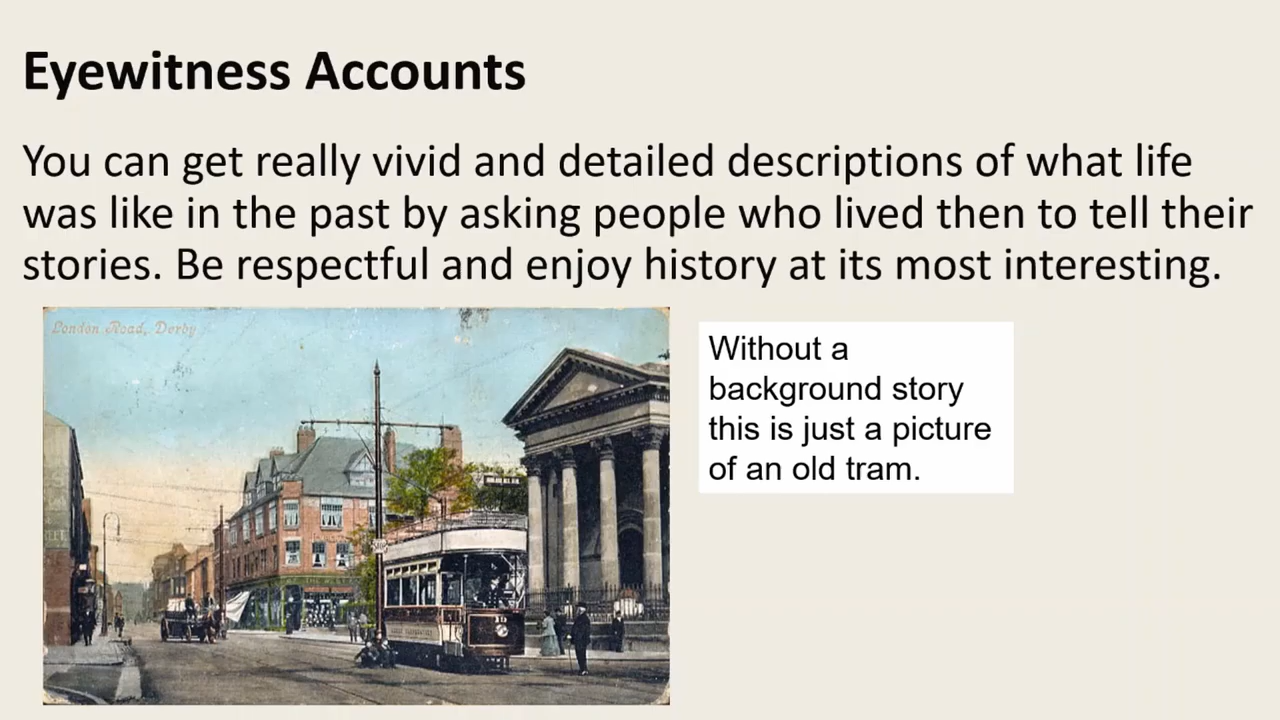 Eyewitness Accounts
You can get really vivid and detailed descriptions of what life
was like in the past by asking people who lived then to tell their
stories. Be respectful and enjoy history at its most interesting.
London Road, Derby
Without a
background story
this is just a picture
of an old tram.